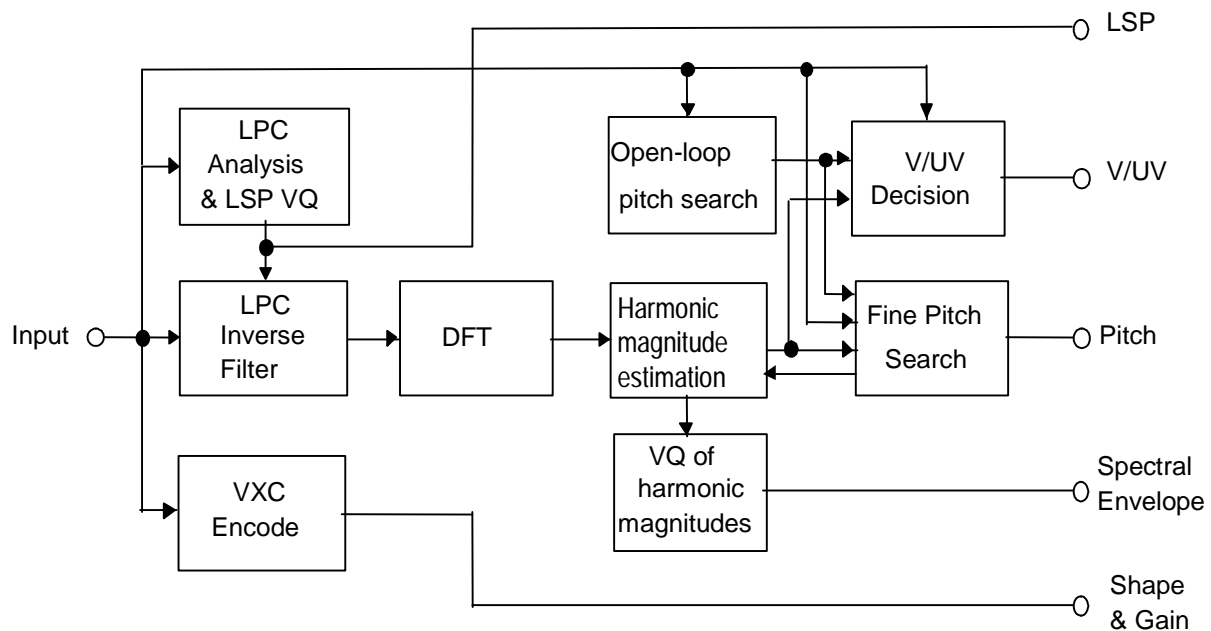 LSP
LPC
Analysis
& LSP VQ
Open-loop
pitch search
V/UV
Decision
V/UV
Input
LPC
Inverse
Filter
DFT
Harmonic
magnitude
estimation
Fine Pitch
Search
Pitch
VQ of
harmonic
magnitudes
Spectral
Envelope
VXC
Encode
Shape
& Gain